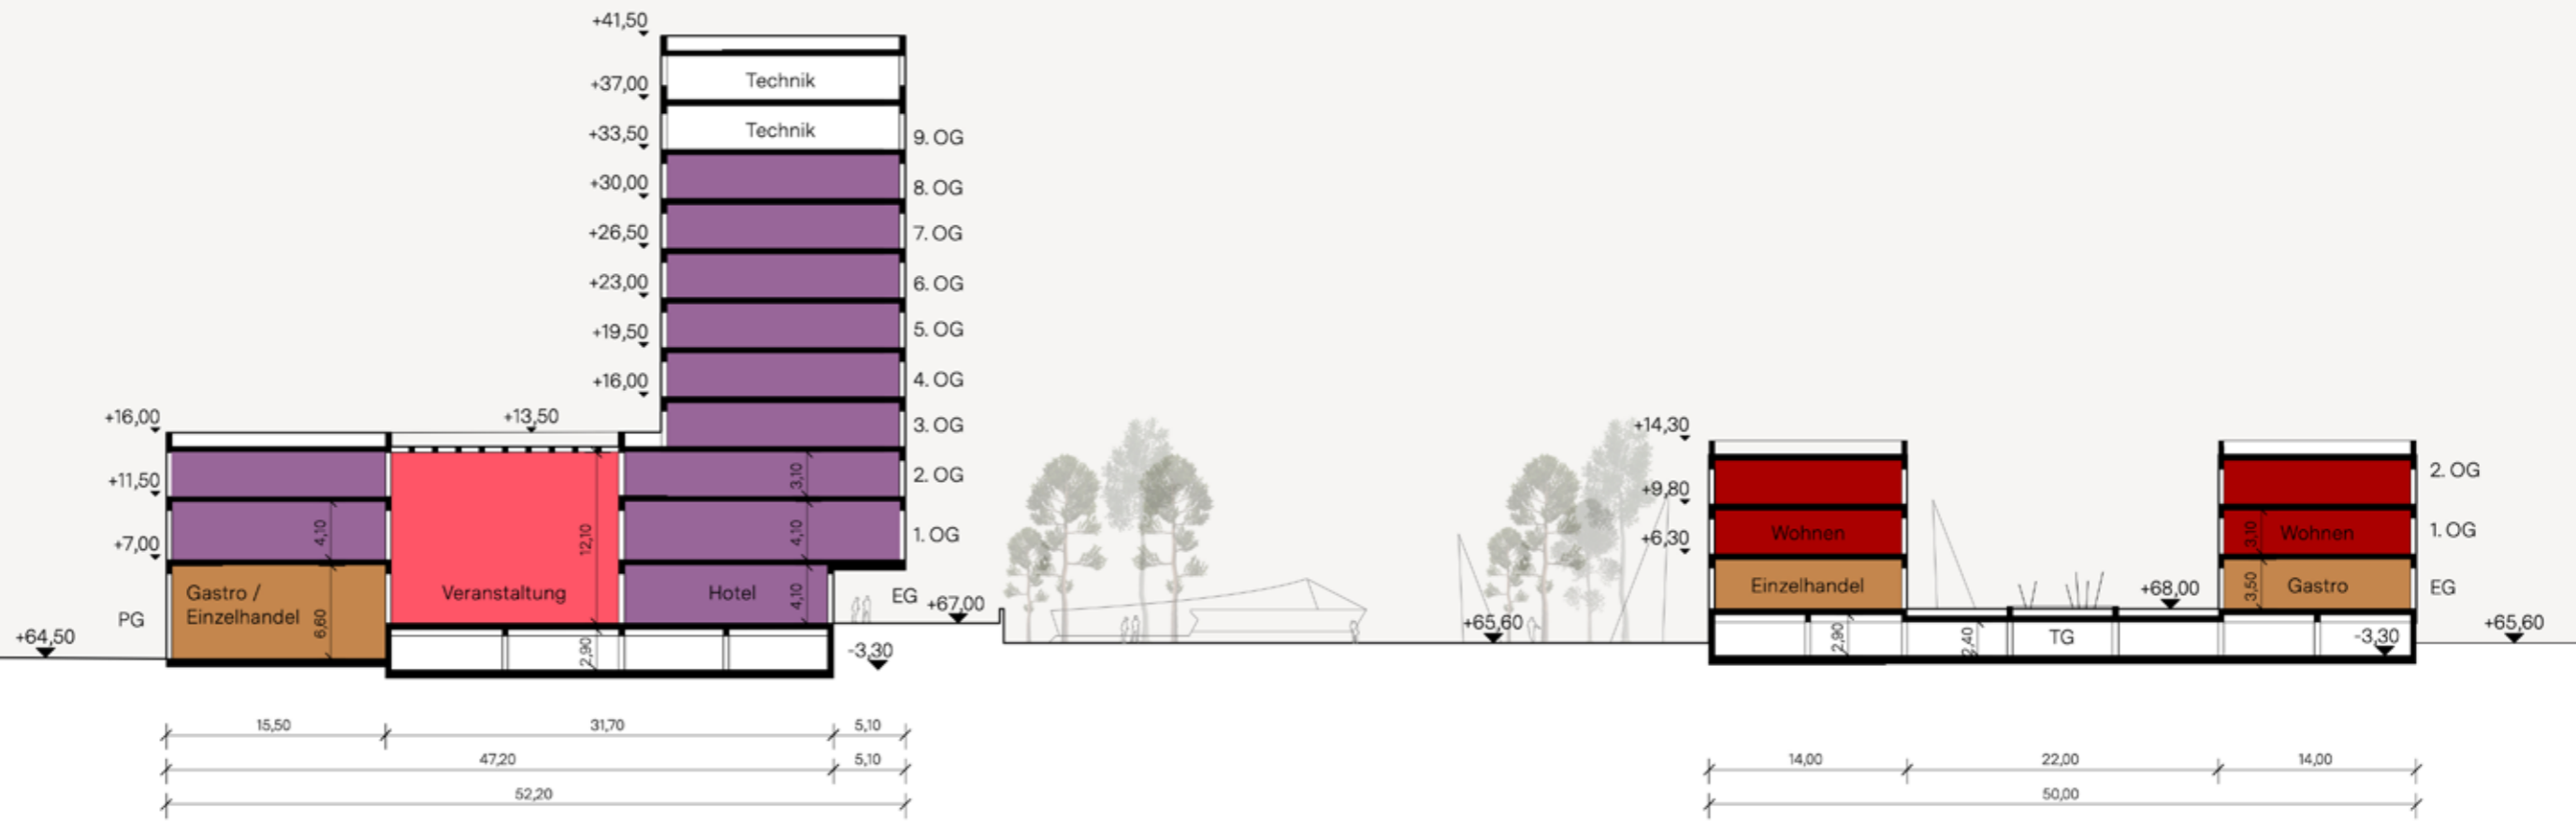 +41,50
+37,00
Technik
+33,50
Technik
9. OG
+30,00
8. OG
+26,50
7. OG
+23,00
6. OG
+19,50
5. OG
+16,00
4. OG
+16,00
+13,50
3. OG
+11,50
3,10
2. OG
+7,00
4,10
12,10
4,10
1. OG
Gastro /
Einzelhandel
6,60
Veranstaltung
Hotel
4,10
EG
+67,00
PG
+64,50
2,90
-3,30
15,50
31,70
5,10
47,20
5,10
52,20
+14,30
+9,80
2. OG
+6,30
Wohnen
3,10
Wohnen
1. OG
Einzelhandel
+68,00
3,50
Gastro
EG
+65,60
2,90
2,40
TG
-3,30
+65,60
14,00
22,00
14,00
50,00